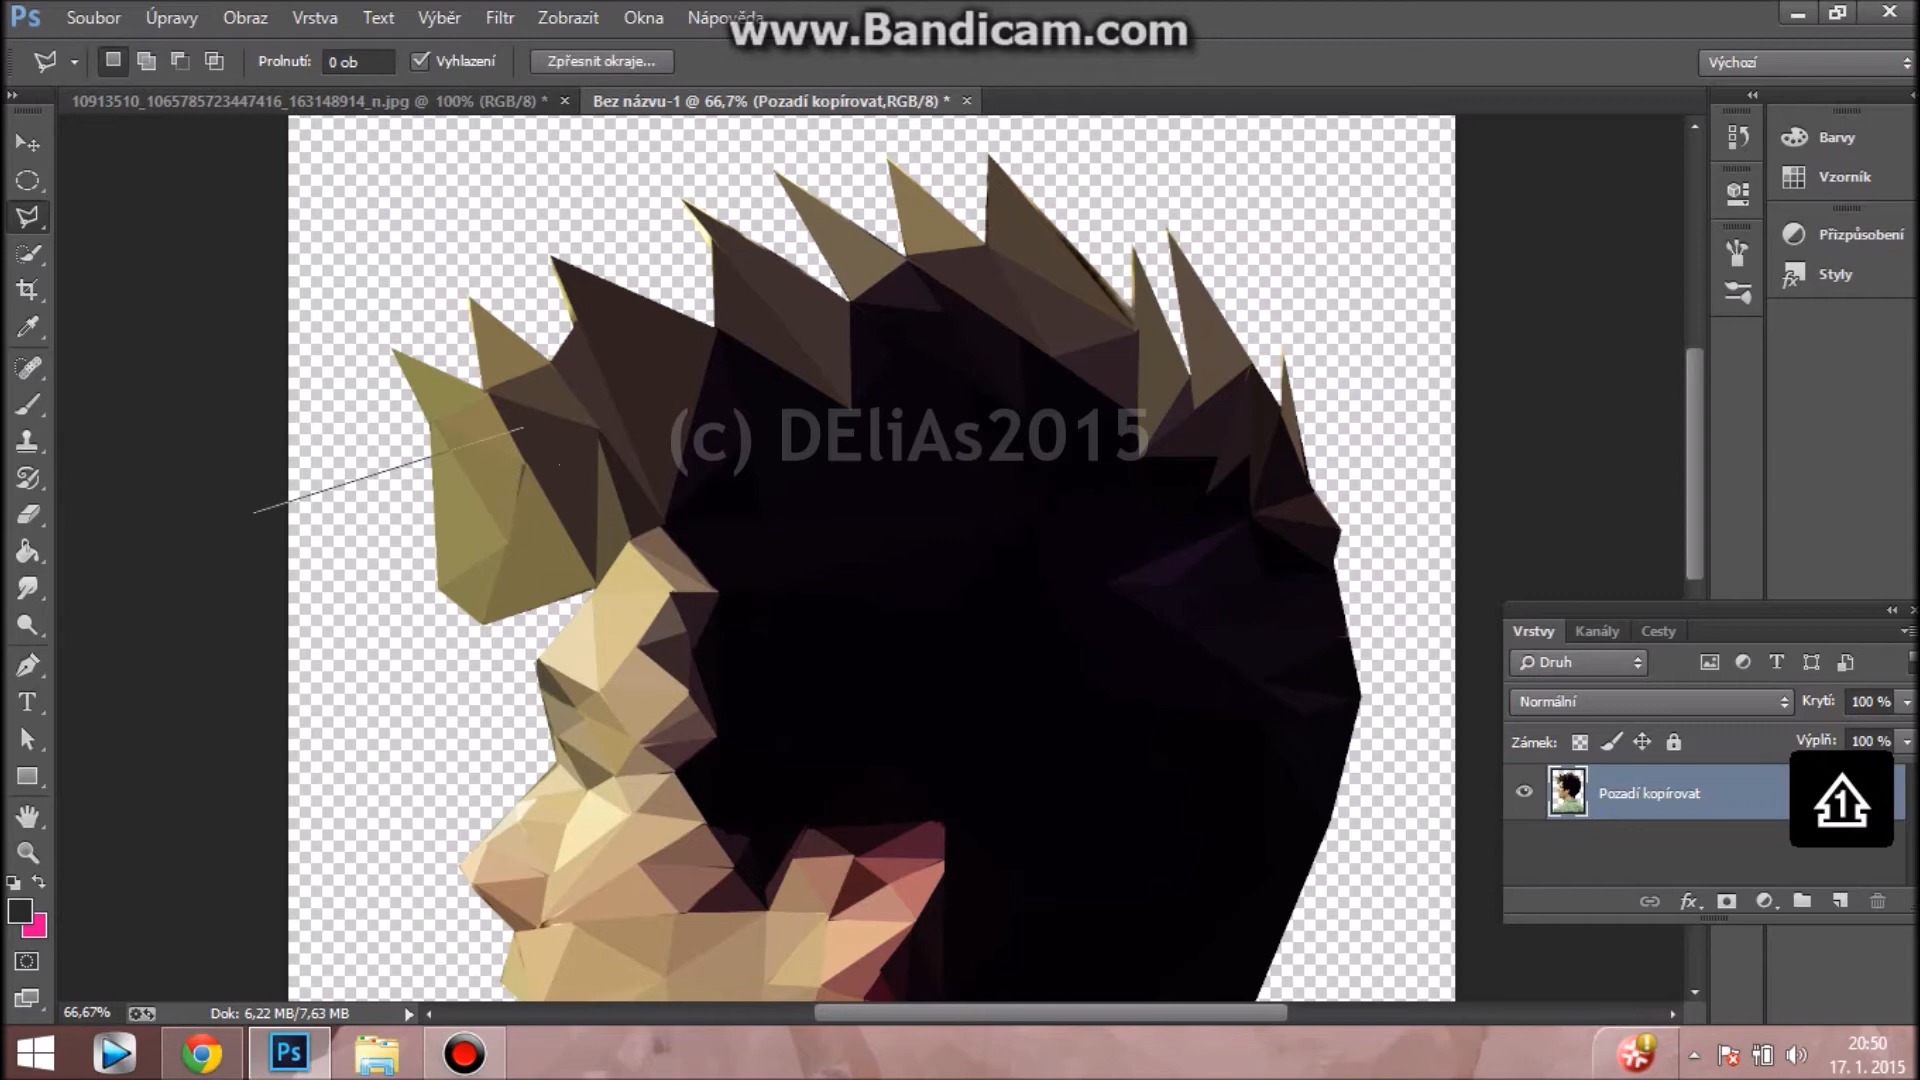 Ps Soubor Úpravy Obraz Vrstva Text Výběr Filtr Zobrazit Okna Nápověda
www.Bandicam.com
Prolnutí: 0 ob Vyhlazení Zpřesnit okraje... Výchozí
10913510_1065785723447416_163148914_n.jpg @ 100% (RGB/8) * Bez názvu-1 @ 66,7% (Pozadí kopírovat,RGB/8) *
Barvy
Vzorník
Přizpůsobení
Styly
(c) DEliAs2015
Vrstvy Kanály Cesty
Druh
Normální Krytí: 100 %
Zámek: Výplň: 100 %
Pozadí kopírovat
66,67% Dok: 6,22 MB/7,63 MB
Ps
20:50
17. 1. 2015